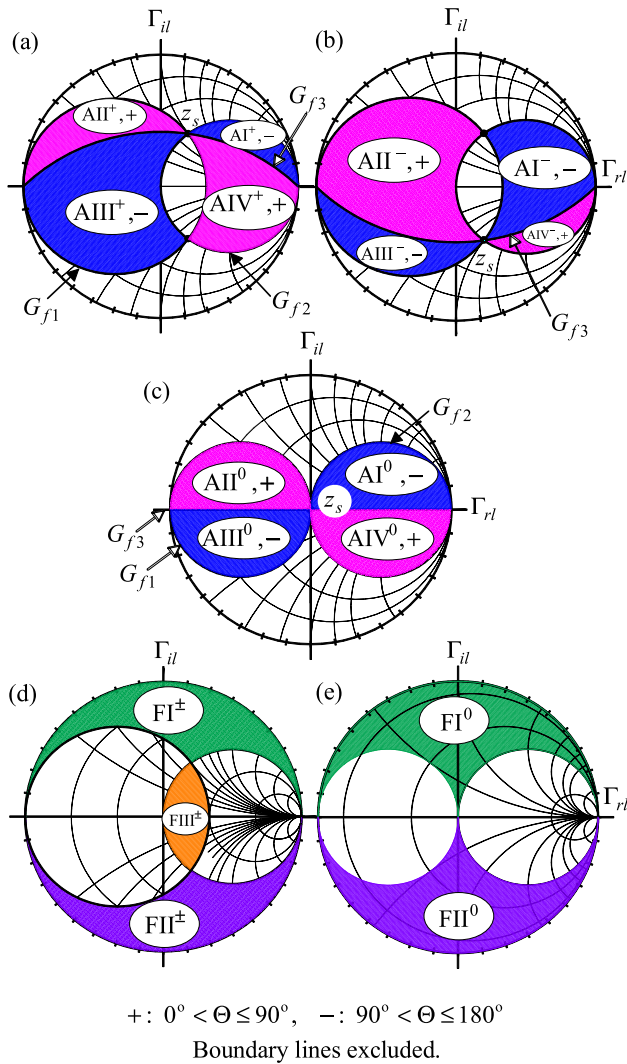 Γil
(a)
AII⁺,+
zs
AI⁺,−
Gf3
AIII⁺,−
AIV⁺,+
Gf1
Gf2
Γil
(b)
AII⁻,+
AI⁻,−
Γrl
AIII⁻,−
AIV⁻,+
zs
Gf3
Γil
(c)
Gf2
AII⁰,+
AI⁰,−
zs
Γrl
Gf3
AIII⁰,−
AIV⁰,+
Gf1
Γil
(d)
FI±
FIII±
FII±
Γil
(e)
FI⁰
Γrl
FII⁰
+: 0° < Θ ≤ 90°, −: 90° < Θ ≤ 180°
Boundary lines excluded.